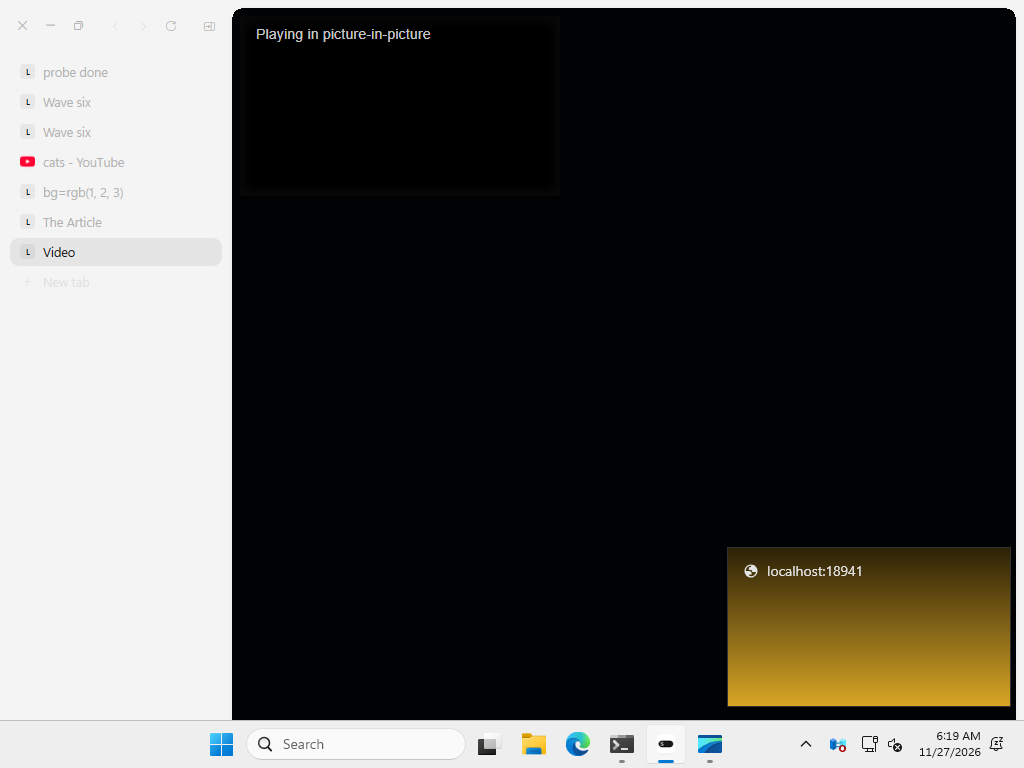 Playing in picture-in-picture
L probe done
L Wave six
L Wave six
cats - YouTube
L bg=rgb(1, 2, 3)
L The Article
L Video
+ New tab
localhost:18941
Search
6:19 AM
11/27/2026